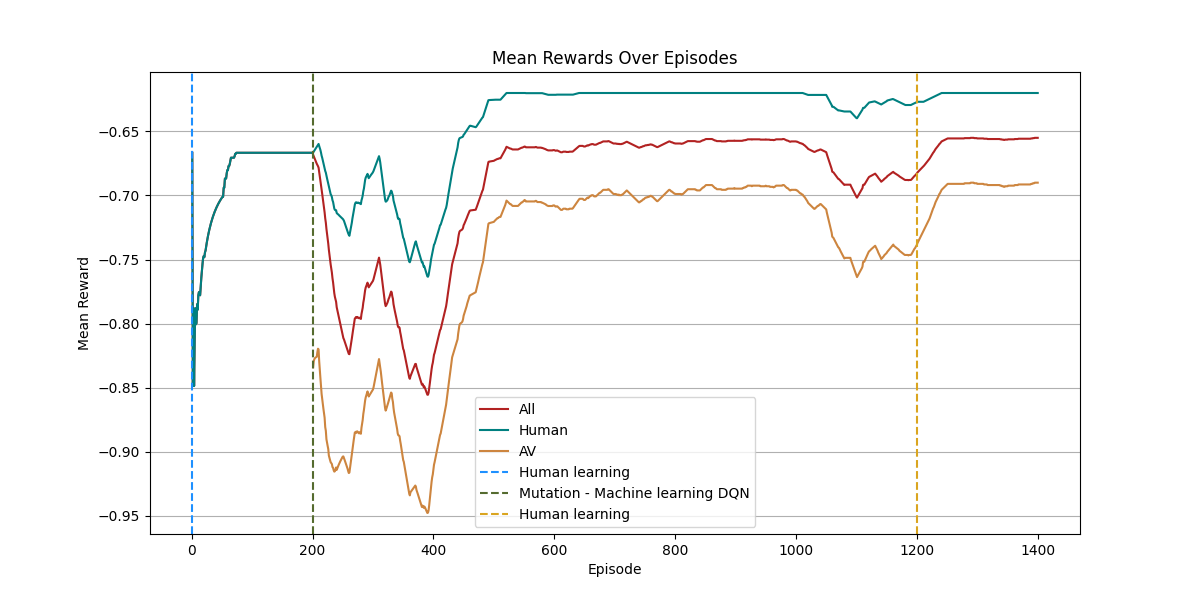 Mean Rewards Over Episodes
Mean Reward
−0.65
−0.70
−0.75
−0.80
−0.85
−0.90
−0.95
All
Human
AV
Human learning
Mutation - Machine learning DQN
Human learning
0
200
400
600
800
1000
1200
1400
Episode